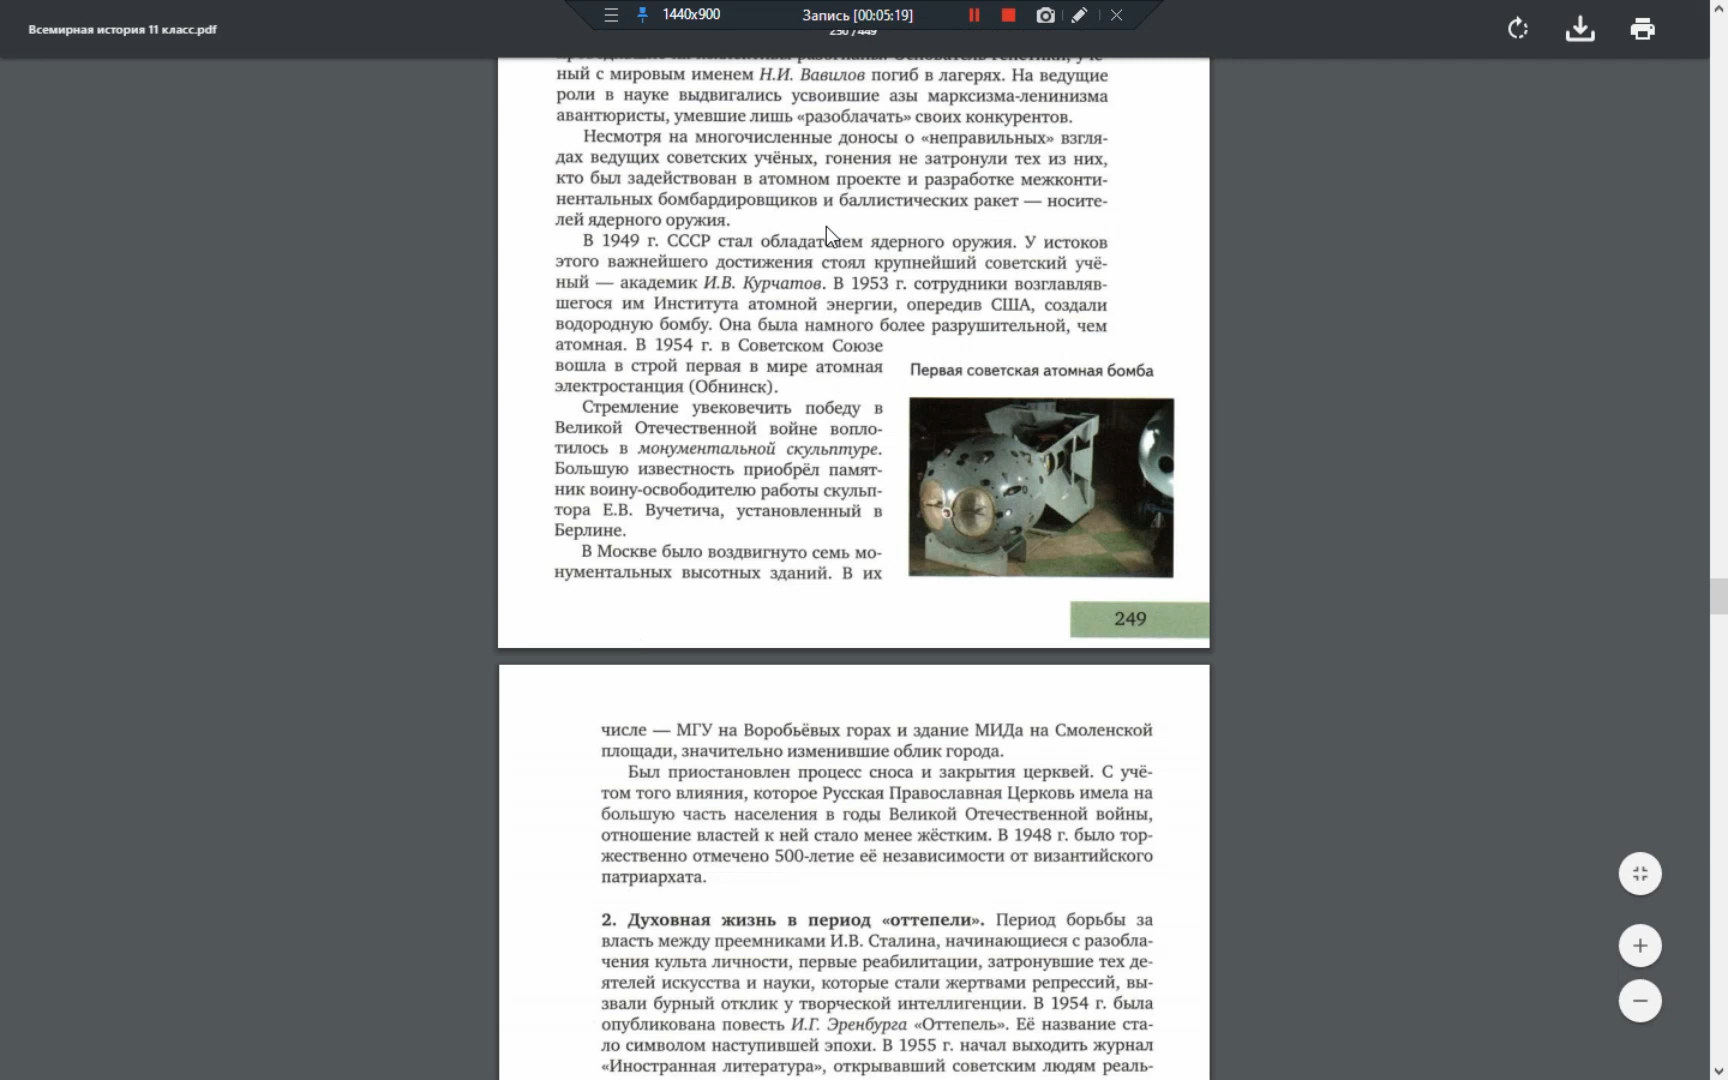 1440x900
Запись [00:05:19]
Всемирная история 11 класс.pdf
250 / 449
ный с мировым именем Н.И. Вавилов погиб в лагерях. На ведущие
роли в науке выдвигались усвоившие азы марксизма-ленинизма
авантюристы, умевшие лишь «разоблачать» своих конкурентов.
Несмотря на многочисленные доносы о «неправильных» взгля-
дах ведущих советских учёных, гонения не затронули тех из них,
кто был задействован в атомном проекте и разработке межконти-
нентальных бомбардировщиков и баллистических ракет — носите-
лей ядерного оружия.
В 1949 г. СССР стал обладателем ядерного оружия. У истоков
этого важнейшего достижения стоял крупнейший советский учё-
ный — академик И.В. Курчатов. В 1953 г. сотрудники возглавляв-
шегося им Института атомной энергии, опередив США, создали
водородную бомбу. Она была намного более разрушительной, чем
атомная. В 1954 г. в Советском Союзе
вошла в строй первая в мире атомная
электростанция (Обнинск).
Стремление увековечить победу в
Великой Отечественной войне вопло-
тилось в монументальной скульптуре.
Большую известность приобрёл памят-
ник воину-освободителю работы скульп-
тора Е.В. Вучетича, установленный в
Берлине.
В Москве было воздвигнуто семь мо-
нументальных высотных зданий. В их
Первая советская атомная бомба
249
числе — МГУ на Воробьёвых горах и здание МИДа на Смоленской
площади, значительно изменившие облик города.
Был приостановлен процесс сноса и закрытия церквей. С учё-
том того влияния, которое Русская Православная Церковь имела на
большую часть населения в годы Великой Отечественной войны,
отношение властей к ней стало менее жёстким. В 1948 г. было тор-
жественно отмечено 500-летие её независимости от византийского
патриархата.
2. Духовная жизнь в период «оттепели». Период борьбы за
власть между преемниками И.В. Сталина, начинающиеся с разобла-
чения культа личности, первые реабилитации, затронувшие тех де-
ятелей искусства и науки, которые стали жертвами репрессий, вы-
звали бурный отклик у творческой интеллигенции. В 1954 г. была
опубликована повесть И.Г. Эренбурга «Оттепель». Её название ста-
ло символом наступившей эпохи. В 1955 г. начал выходить журнал
«Иностранная литература», открывавший советским людям реаль-